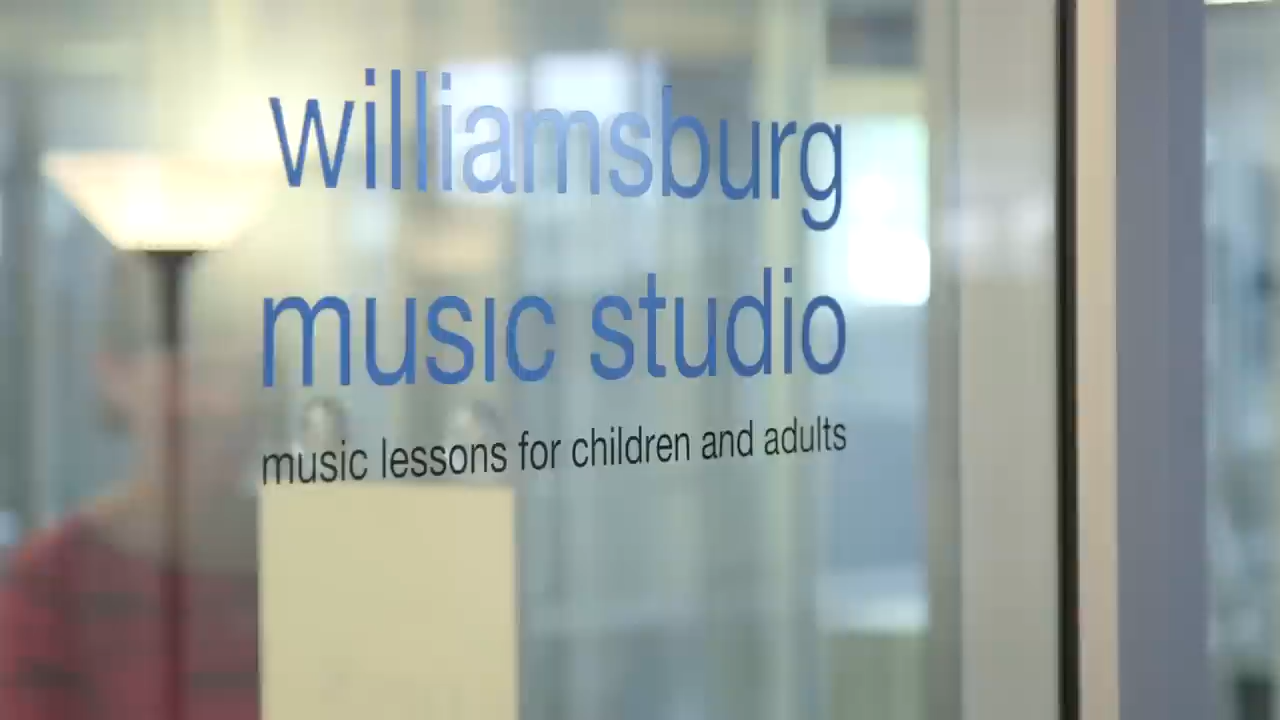 williamsburg
music studio
music lessons for children and adults